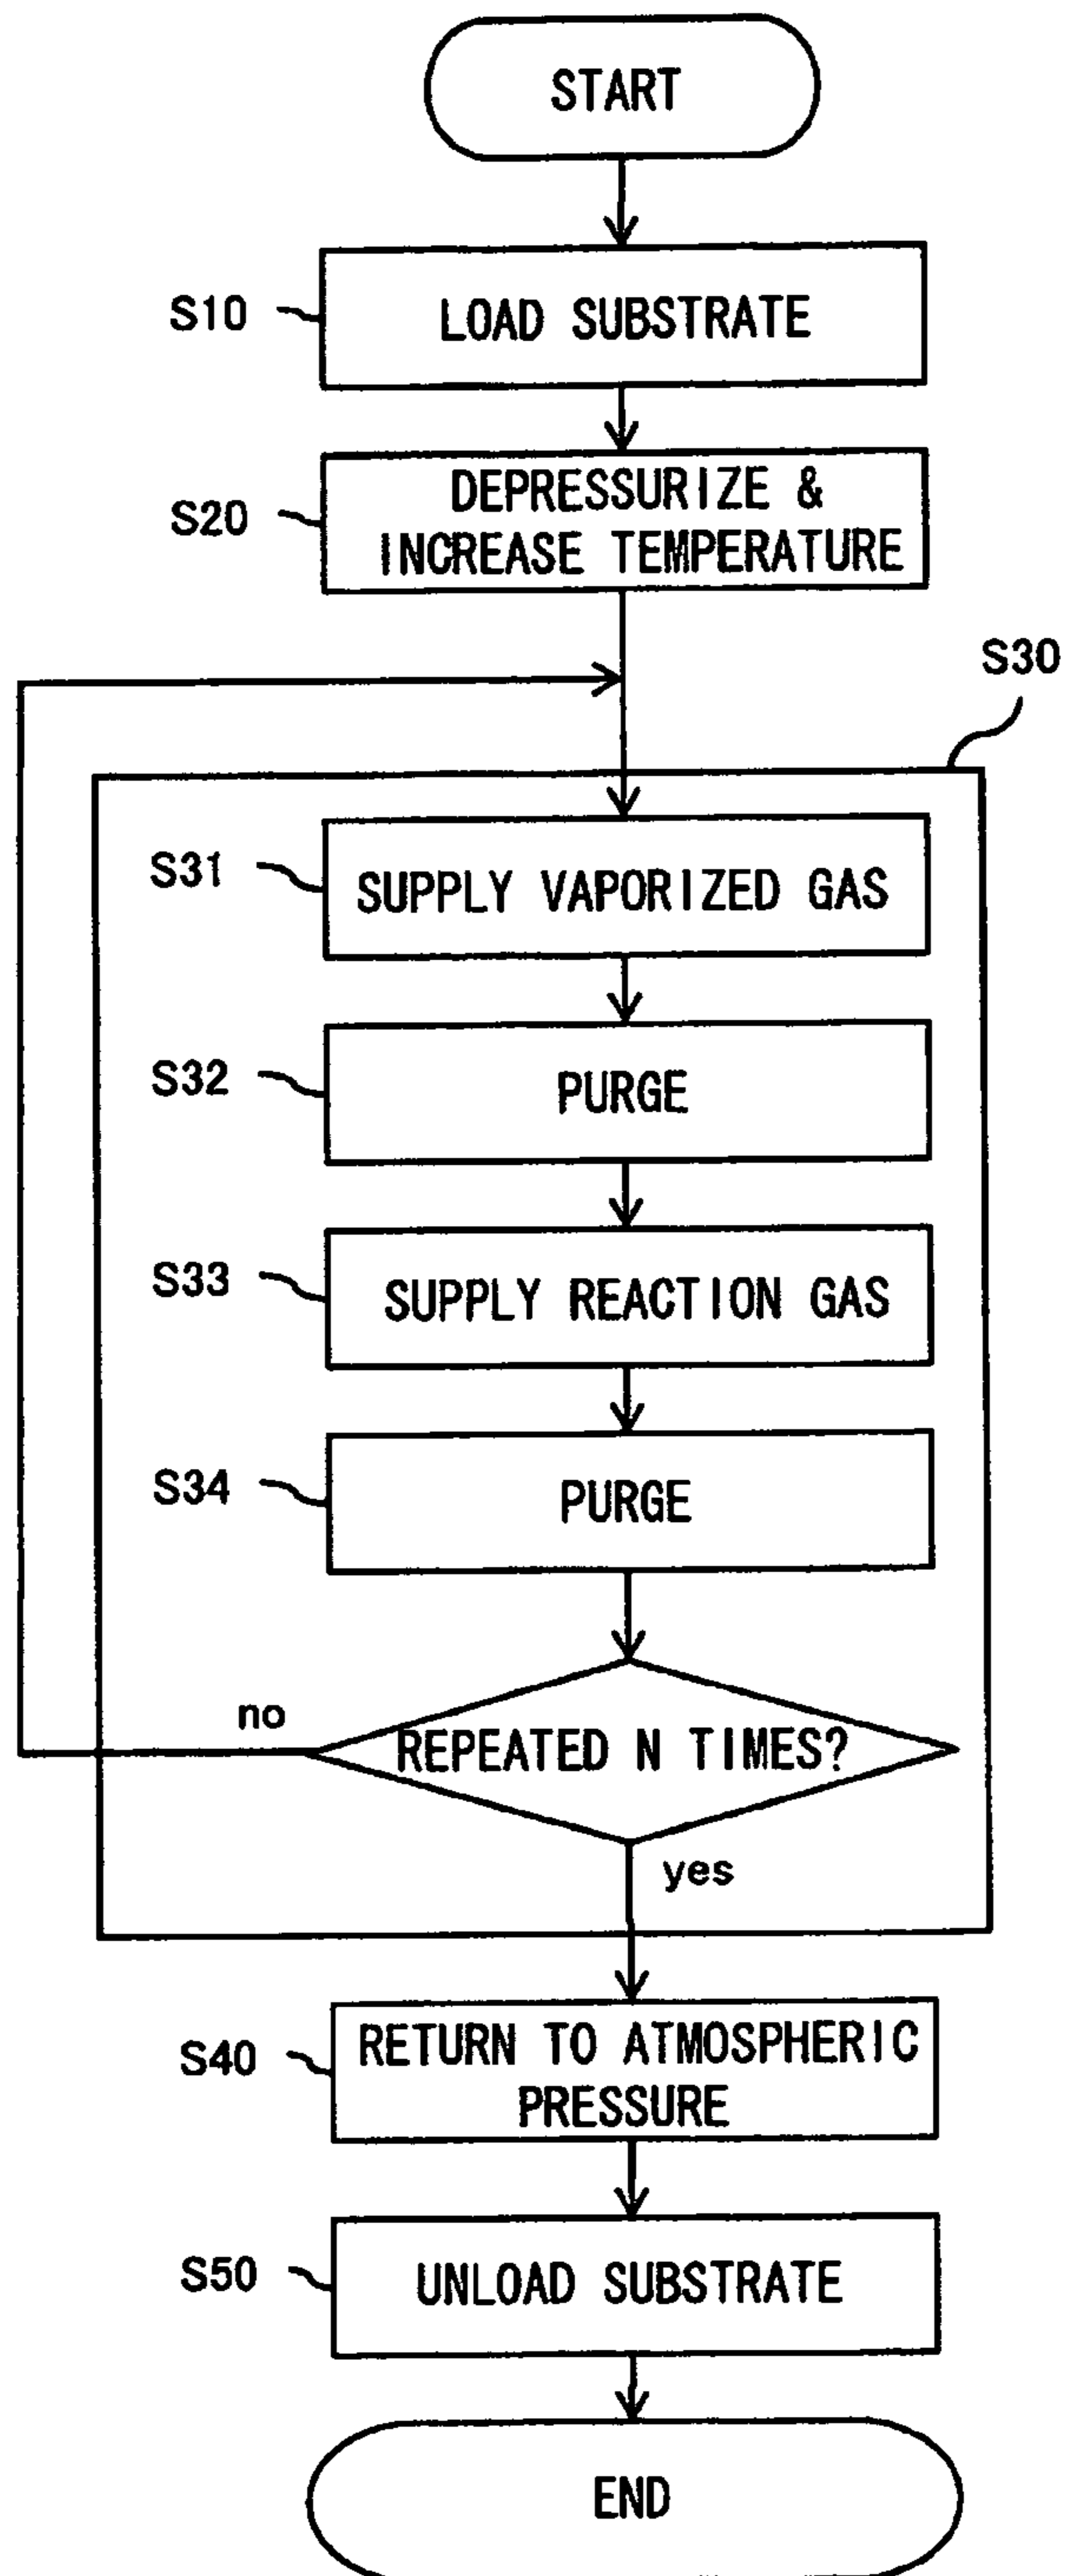 START
S10
LOAD SUBSTRATE
S20
DEPRESSURIZE &
INCREASE TEMPERATURE
S30
S31
SUPPLY VAPORIZED GAS
S32
PURGE
S33
SUPPLY REACTION GAS
S34
PURGE
no
REPEATED N TIMES?
yes
S40
RETURN TO ATMOSPHERIC
PRESSURE
S50
UNLOAD SUBSTRATE
END